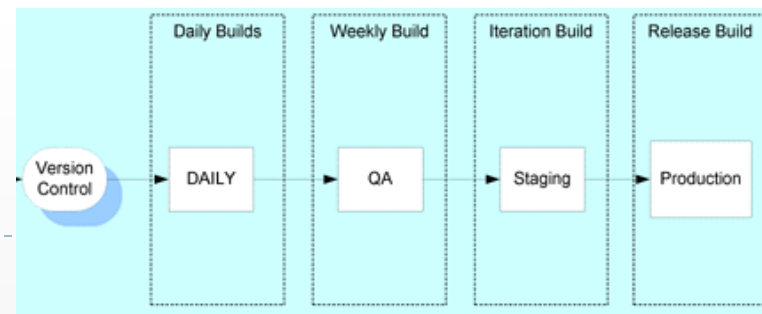 Daily Builds
Weekly Build
Iteration Build
Release Build
Version
Control
DAILY
QA
Staging
Production